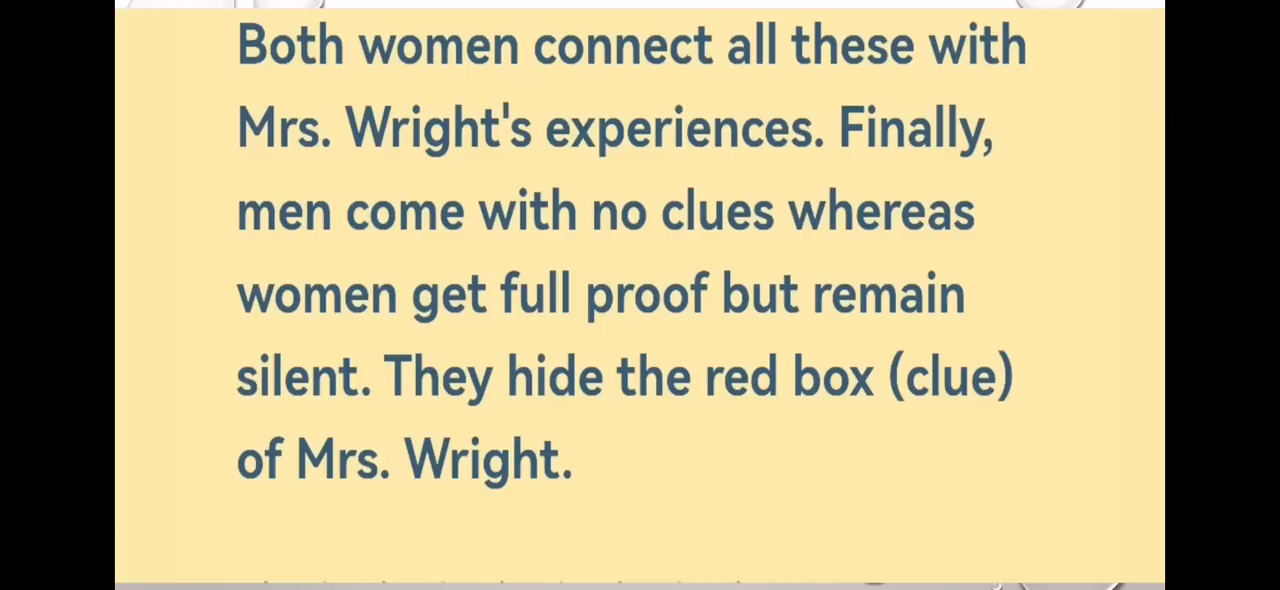 Both women connect all these with
Mrs. Wright's experiences. Finally,
men come with no clues whereas
women get full proof but remain
silent. They hide the red box (clue)
of Mrs. Wright.